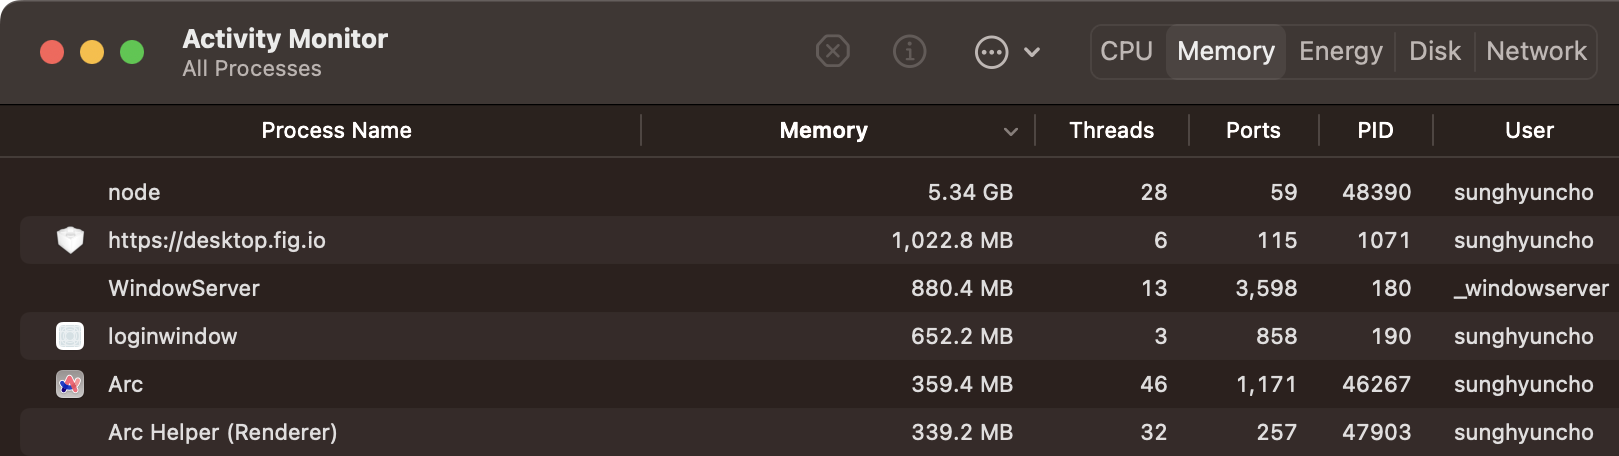 Activity Monitor
All Processes
CPU Memory Energy Disk Network
Process Name Memory Threads Ports PID User
node 5.34 GB 28 59 48390 sunghyuncho
https://desktop.fig.io 1,022.8 MB 6 115 1071 sunghyuncho
WindowServer 880.4 MB 13 3,598 180 _windowserver
loginwindow 652.2 MB 3 858 190 sunghyuncho
Arc 359.4 MB 46 1,171 46267 sunghyuncho
Arc Helper (Renderer) 339.2 MB 32 257 47903 sunghyuncho